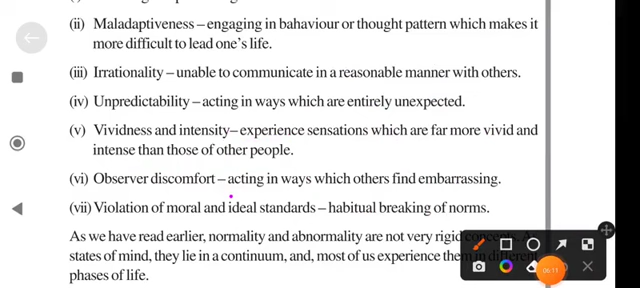 (ii) Maladaptiveness – engaging in bahaviour or thought pattern which makes it
more difficult to lead one's life.
(iii) Irrationality – unable to communicate in a reasonable manner with others.
(iv) Unpredictability – acting in ways which are entirely unexpected.
(v) Vividness and intensity– experience sensations which are far more vivid and
intense than those of other people.
(vi) Observer discomfort – acting in ways which others find embarrassing.
(vii) Violation of moral and ideal standards – habitual breaking of norms.
As we have read earlier, normality and abnormality are not very rigid concepts. As
states of mind, they lie in a continuum, and, most of us experience them in different
phases of life.